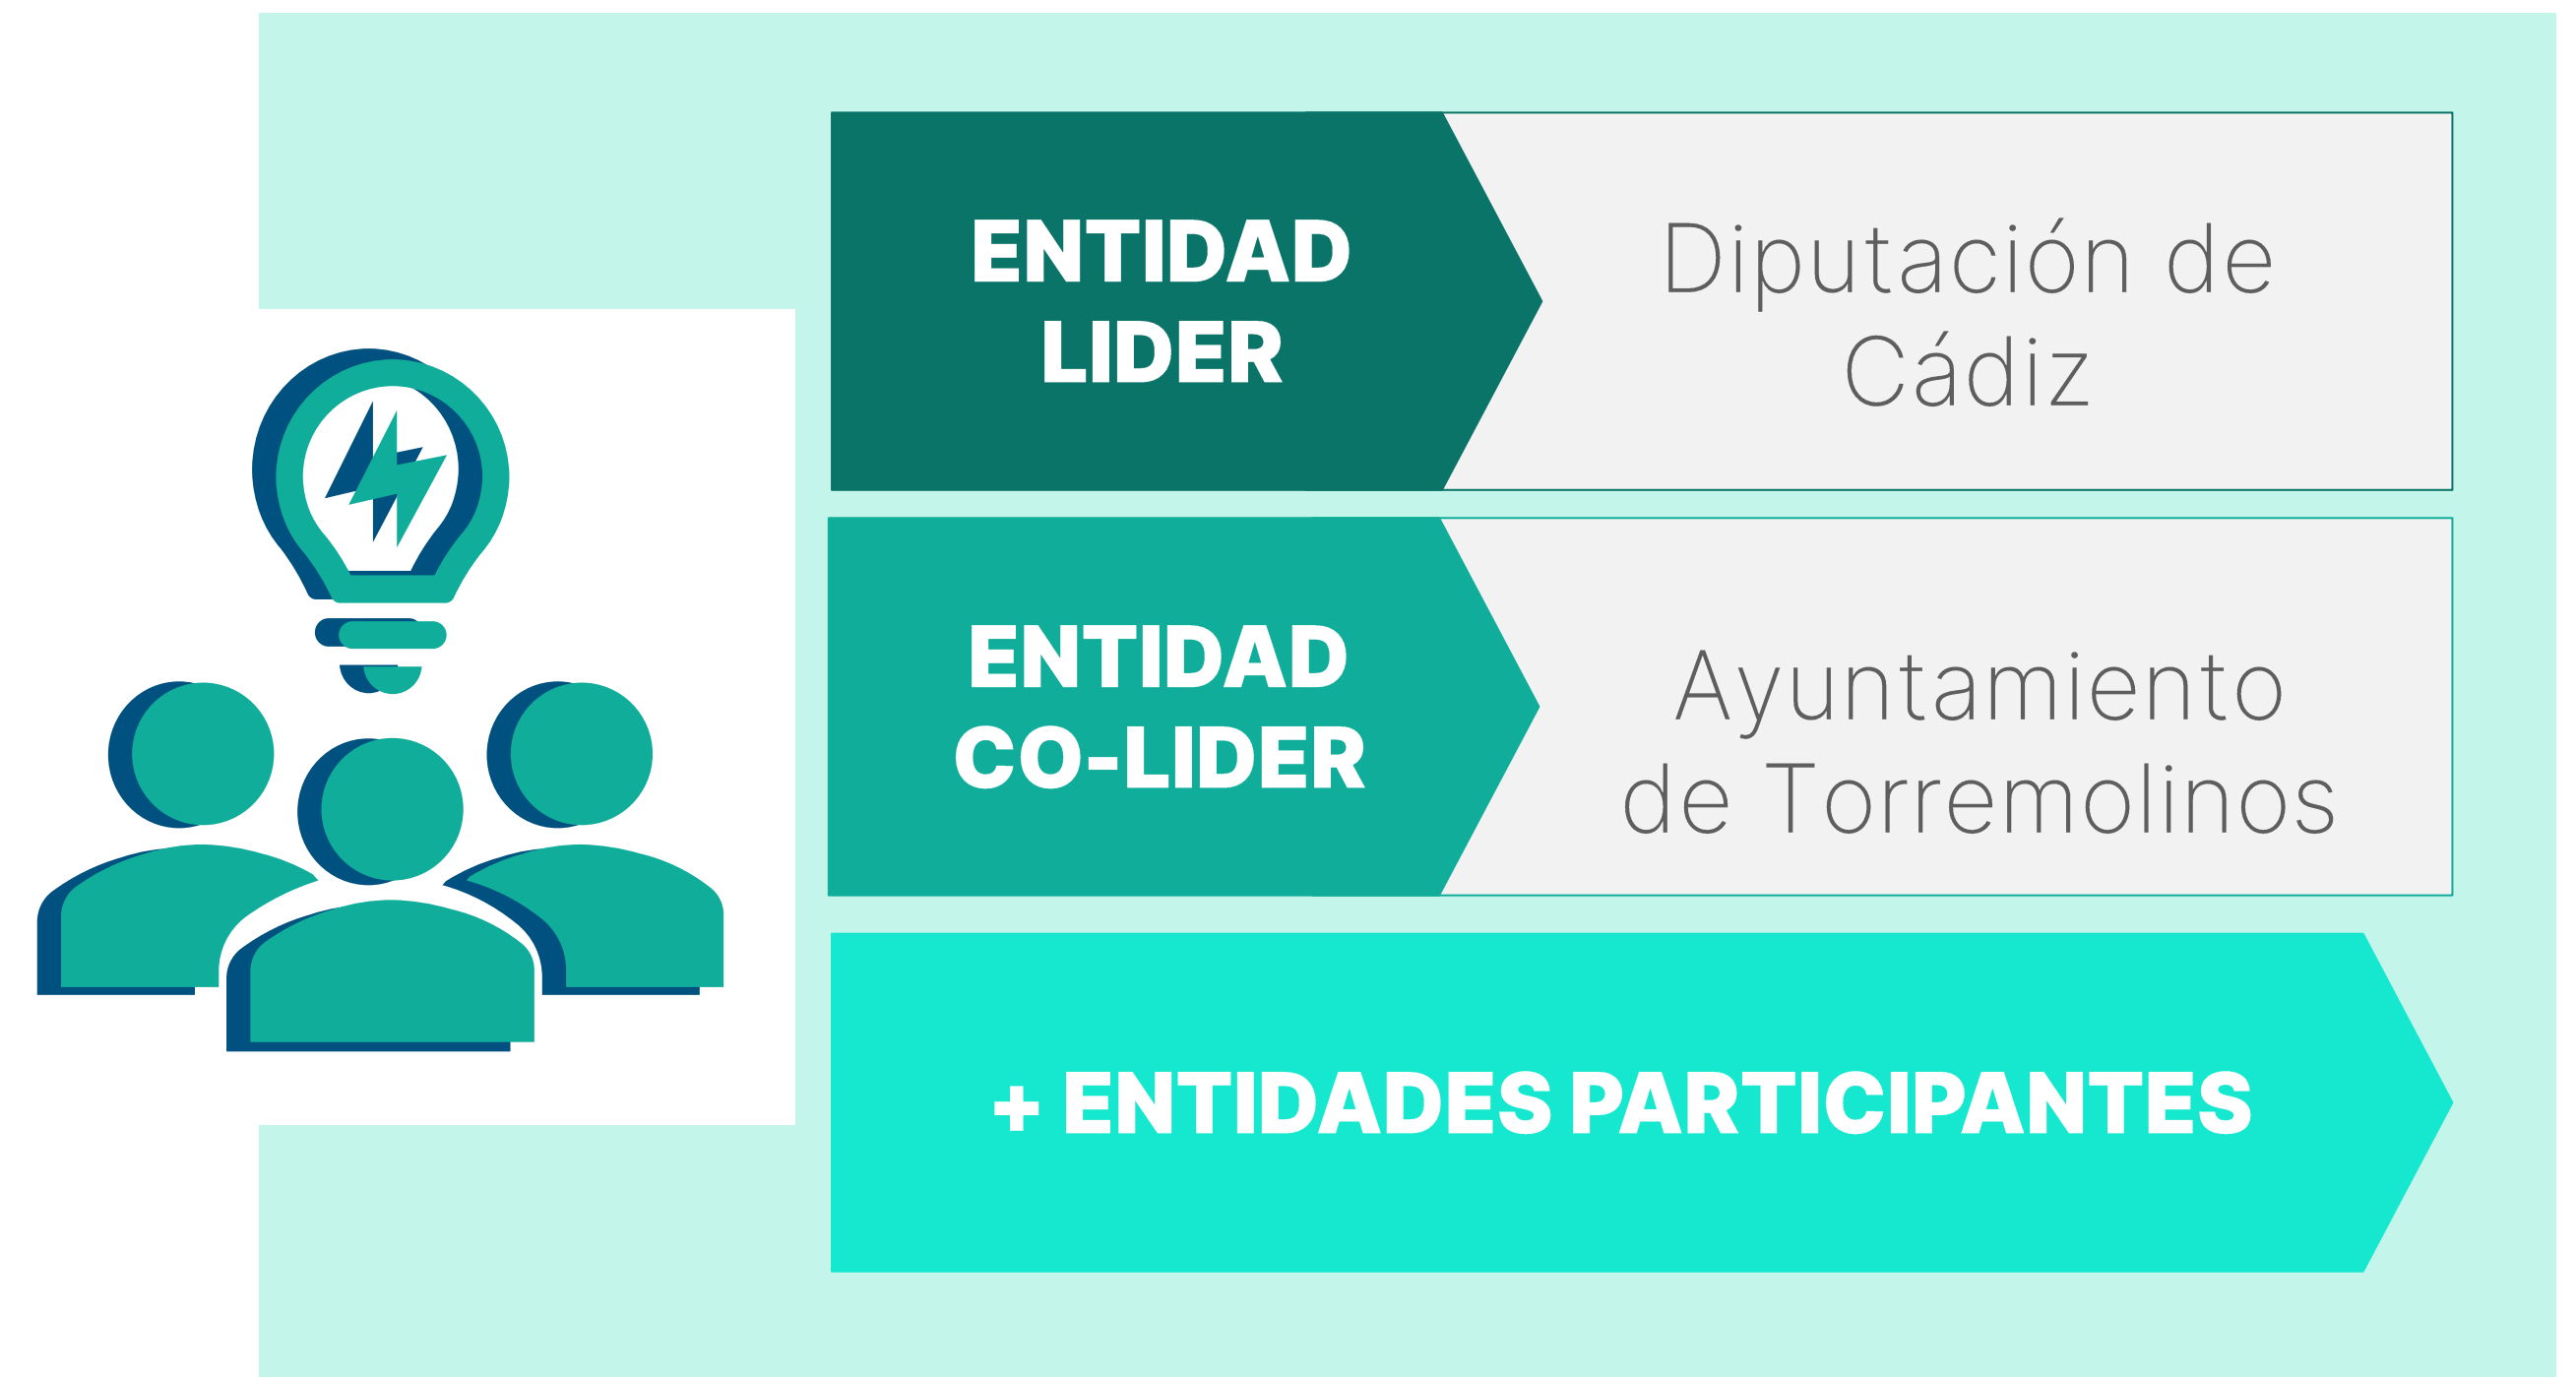 ENTIDAD
LIDER
Diputación de
Cádiz
ENTIDAD
CO-LIDER
Ayuntamiento
de Torremolinos
+ ENTIDADES PARTICIPANTES